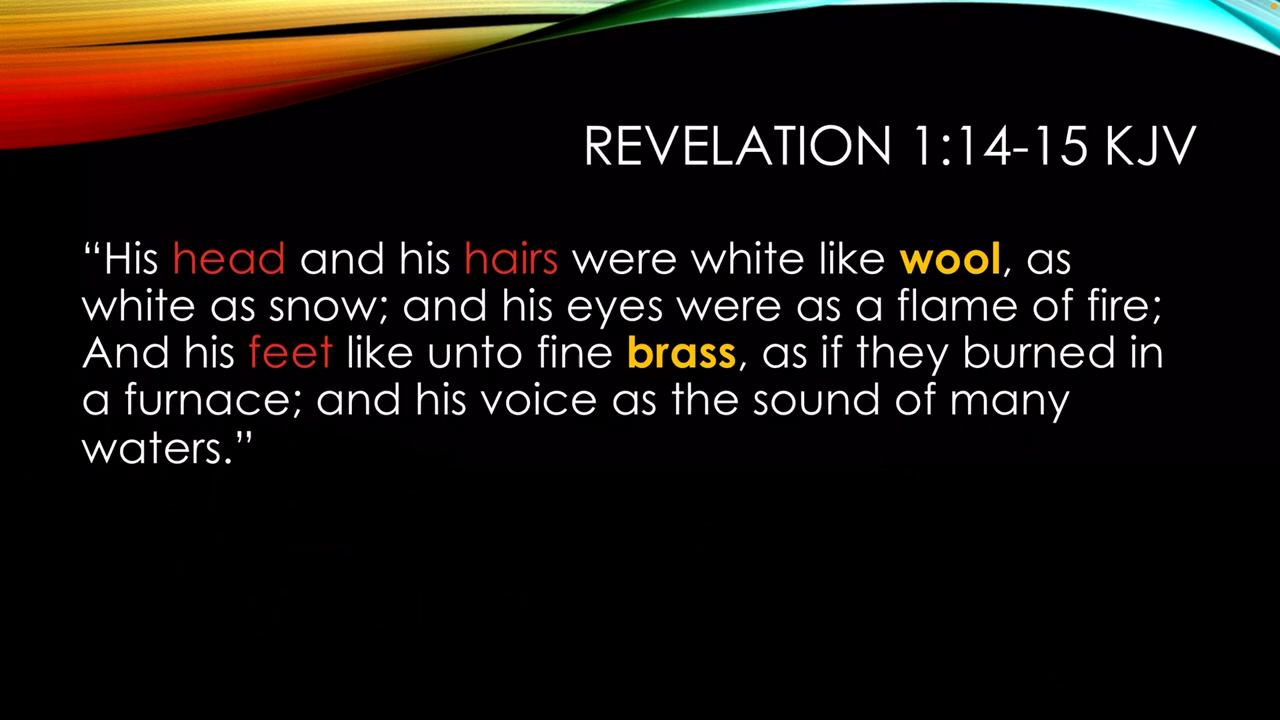 REVELATION 1:14-15 KJV
“His head and his hairs were white like wool, as
white as snow; and his eyes were as a flame of fire;
And his feet like unto fine brass, as if they burned in
a furnace; and his voice as the sound of many
waters.”